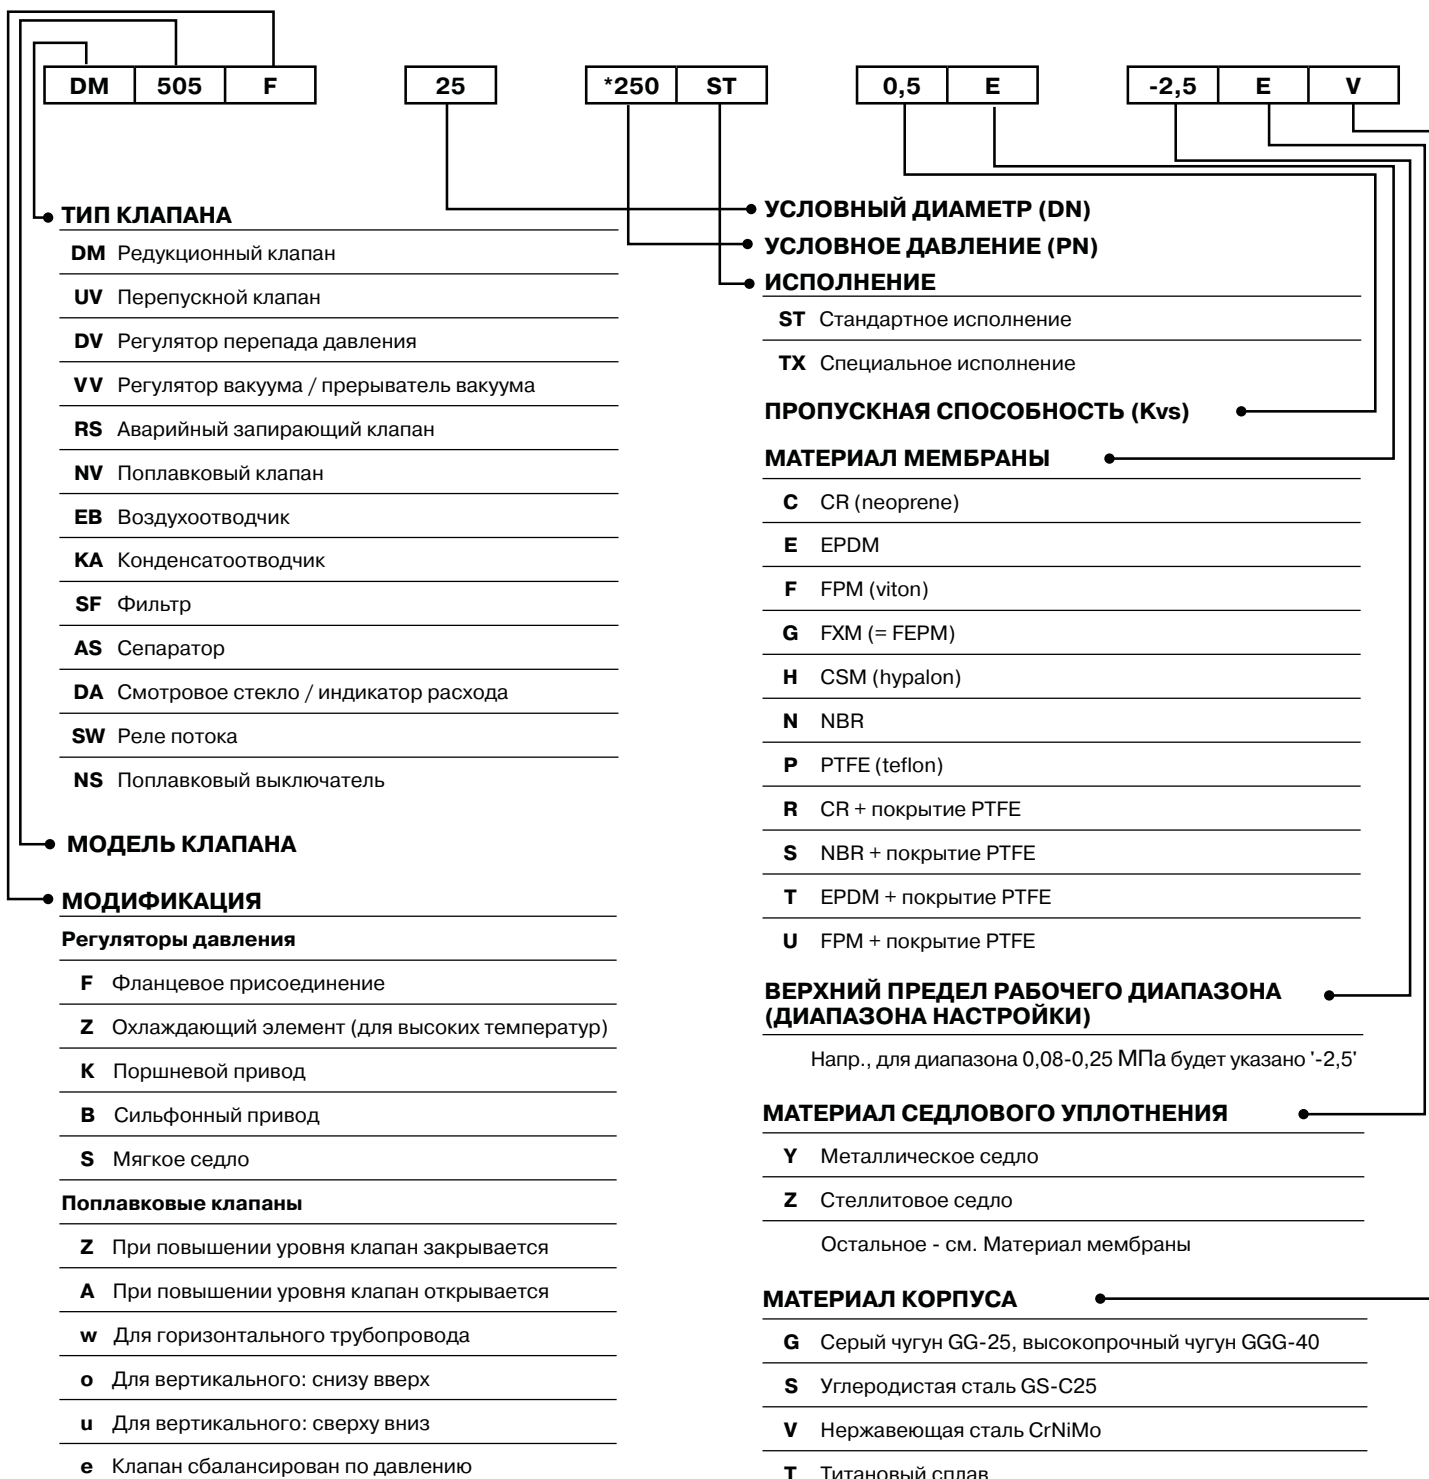 DM 505 F 25 *250 ST 0,5 E -2,5 E V
ТИП КЛАПАНА
DM Редукционный клапан
UV Перепускной клапан
DV Регулятор перепада давления
VV Регулятор вакуума / прерыватель вакуума
RS Аварийный запирающий клапан
NV Поплавковый клапан
EB Воздухоотводчик
KA Конденсатоотводчик
SF Фильтр
AS Сепаратор
DA Смотровое стекло / индикатор расхода
SW Реле потока
NS Поплавковый выключатель
МОДЕЛЬ КЛАПАНА
МОДИФИКАЦИЯ
Регуляторы давления
F Фланцевое присоединение
Z Охлаждающий элемент (для высоких температур)
K Поршневой привод
B Сильфонный привод
S Мягкое седло
Поплавковые клапаны
Z При повышении уровня клапан закрывается
A При повышении уровня клапан открывается
w Для горизонтального трубопровода
o Для вертикального: снизу вверх
u Для вертикального: сверху вниз
e Клапан сбалансирован по давлению
УСЛОВНЫЙ ДИАМЕТР (DN)
УСЛОВНОЕ ДАВЛЕНИЕ (PN)
ИСПОЛНЕНИЕ
ST Стандартное исполнение
TX Специальное исполнение
ПРОПУСКНАЯ СПОСОБНОСТЬ (Kvs)
МАТЕРИАЛ МЕМБРАНЫ
C CR (neoprene)
E EPDM
F FPM (viton)
G FXM (= FEPM)
H CSM (hypalon)
N NBR
P PTFE (teflon)
R CR + покрытие PTFE
S NBR + покрытие PTFE
T EPDM + покрытие PTFE
U FPM + покрытие PTFE
ВЕРХНИЙ ПРЕДЕЛ РАБОЧЕГО ДИАПАЗОНА
(ДИАПАЗОНА НАСТРОЙКИ)
Напр., для диапазона 0,08-0,25 МПа будет указано '-2,5'
МАТЕРИАЛ СЕДЛОВОГО УПЛОТНЕНИЯ
Y Металлическое седло
Z Стеллитовое седло
Остальное - см. Материал мембраны
МАТЕРИАЛ КОРПУСА
G Серый чугун GG-25, высокопрочный чугун GGG-40
S Углеродистая сталь GS-C25
V Нержавеющая сталь CrNiMo
T Титановый сплав